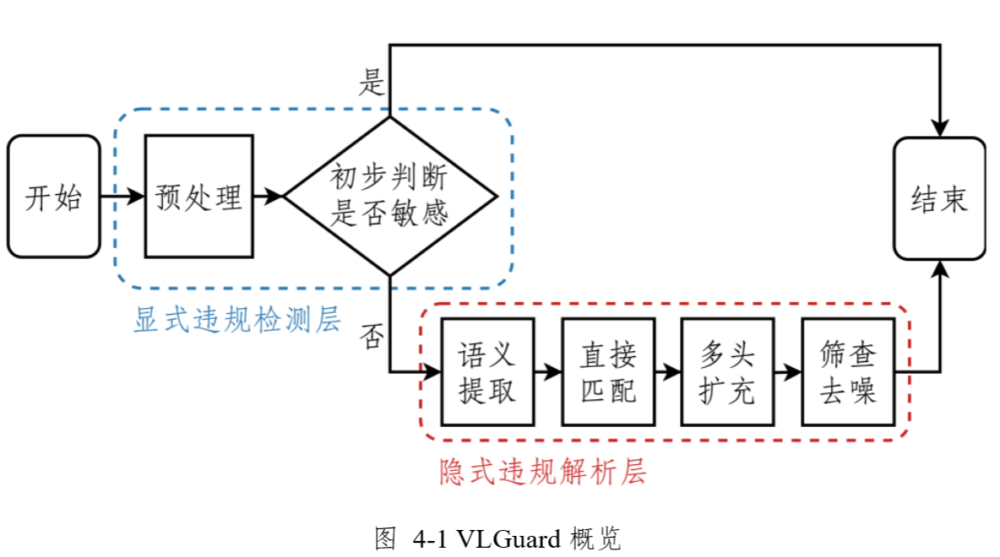 是
开始
预处理
初步判断
是否敏感
结束
显式违规检测层
否
语义
提取
直接
匹配
多头
扩充
筛查
去噪
隐式违规解析层
图 4-1 VLGuard 概览